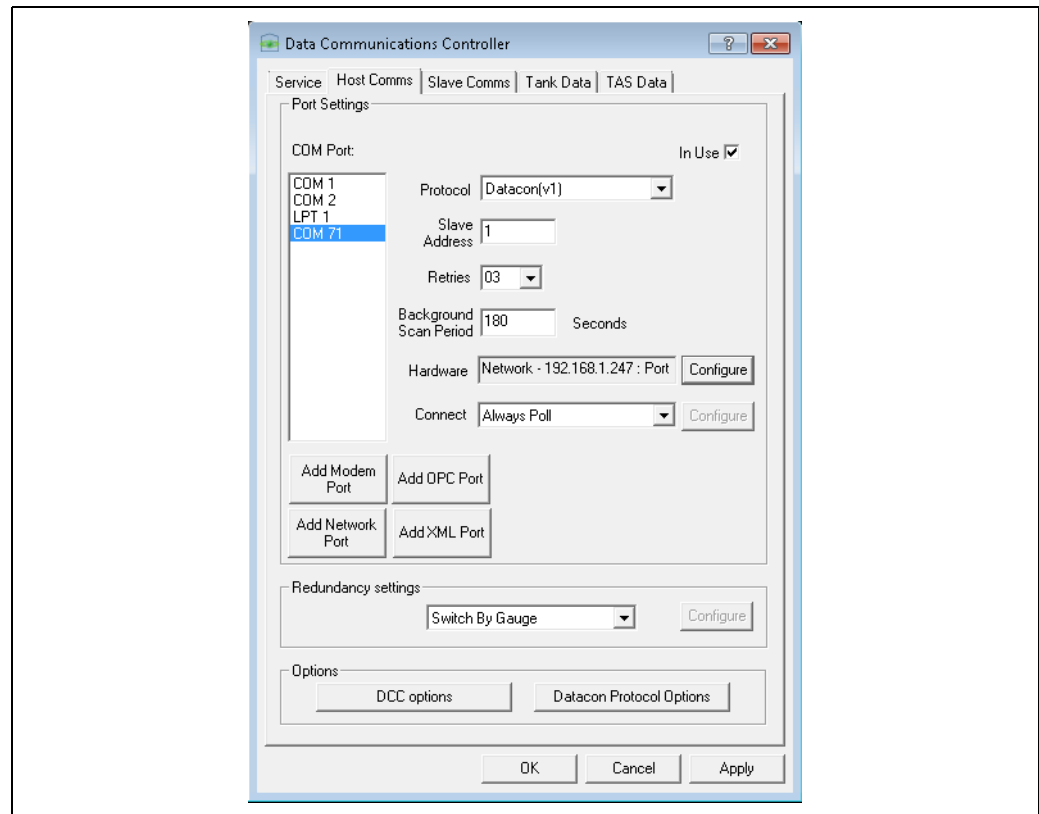 Data Communications Controller
?
Service Host Comms Slave Comms Tank Data TAS Data
Port Settings
COM Port:
In Use
COM 1
COM 2
LPT 1
COM 71
Protocol Datacon(v1)
Slave
Address 1
Retries 03
Background
Scan Period 180 Seconds
Hardware Network - 192.168.1.247 : Port Configure
Connect Always Poll Configure
Add Modem
Port
Add OPC Port
Add Network
Port
Add XML Port
Redundancy settings
Switch By Gauge Configure
Options
DCC options Datacon Protocol Options
OK Cancel Apply